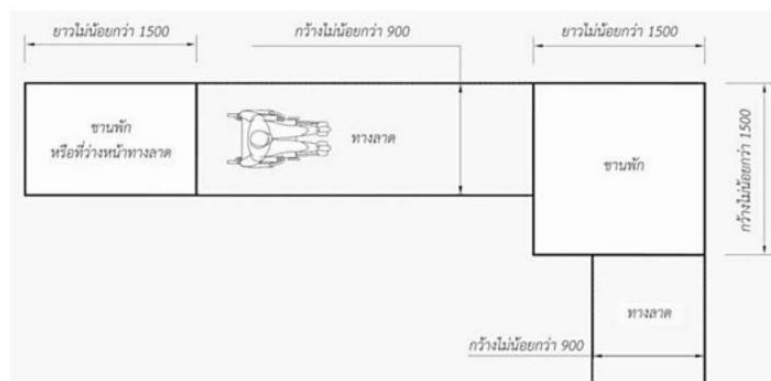 ยาวไม่น้อยกว่า 1500
กว้างไม่น้อยกว่า 900
ยาวไม่น้อยกว่า 1500
ชานพัก
หรือที่ว่างหน้าทางลาด
ทางลาด
ชานพัก
กว้างไม่น้อยกว่า 1500
ทางลาด
กว้างไม่น้อยกว่า 900